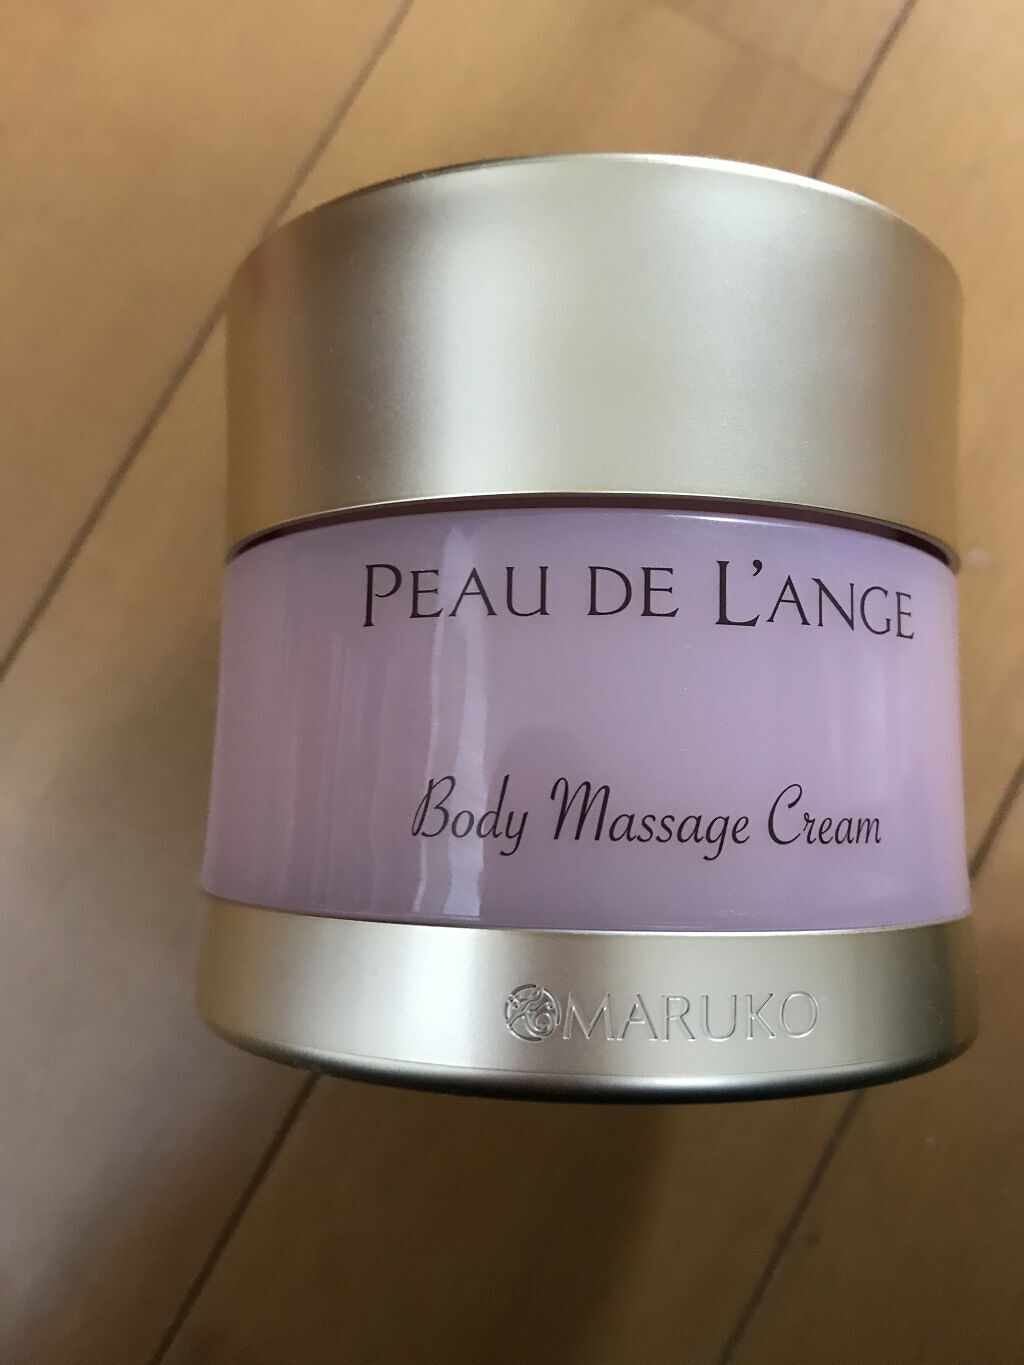 PEAU DE L'ANGE
Body Massage Cream
MARUKO